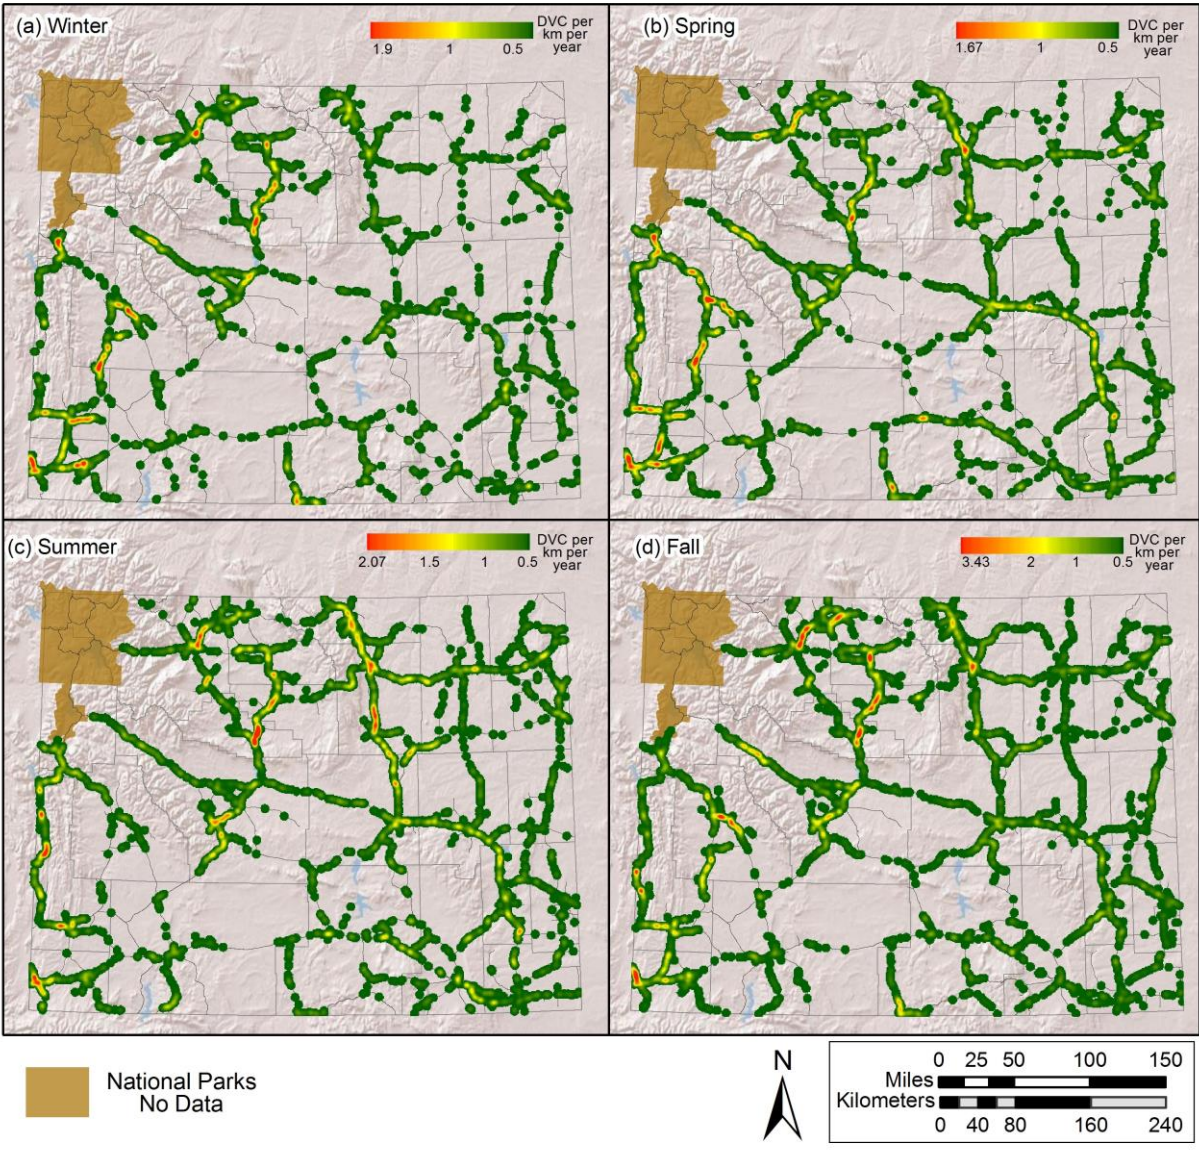 (a) Winter
DVC per
km per
year
1.9 1 0.5
(b) Spring
DVC per
km per
year
1.67 1 0.5
(c) Summer
DVC per
km per
year
2.07 1.5 1 0.5
(d) Fall
DVC per
km per
year
3.43 2 1 0.5
National Parks
No Data
N
0 25 50 100 150
Miles
Kilometers
0 40 80 160 240